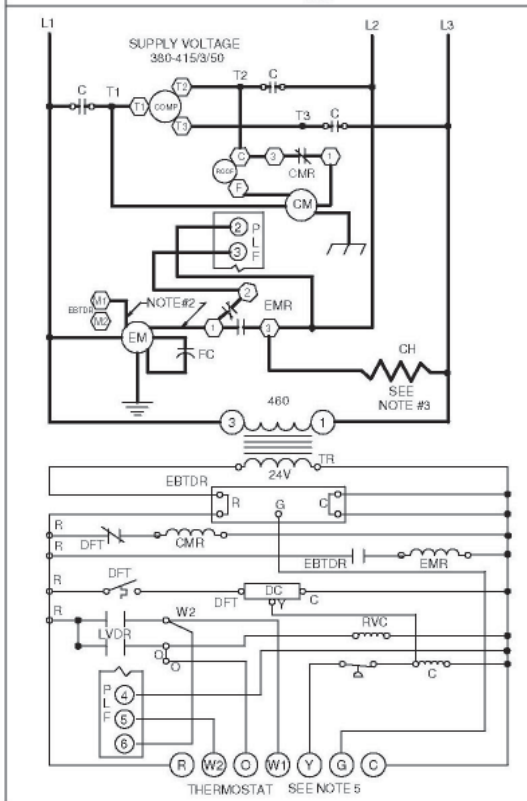 L1 L2 L3
SUPPLY VOLTAGE
380-415/3/50
C T1 T1 COMP T2 T2 C
T3 T3 C
C 3 1
CMR
F
CM
2 P
3 L
F
2
M1 NOTE#2 EMR
EBTDR
M2 1 3
EM FC CH
SEE
NOTE #3
460
3 1
TR
24V
EBTDR
R G C
R
DFT CMR
R
EBTDR EMR
R DFT DFT DC C
Y
R W2 RVC
LVDR
O
O C
P 4
L 5
F 6
R W2 O W1 Y G C
THERMOSTAT SEE NOTE 5